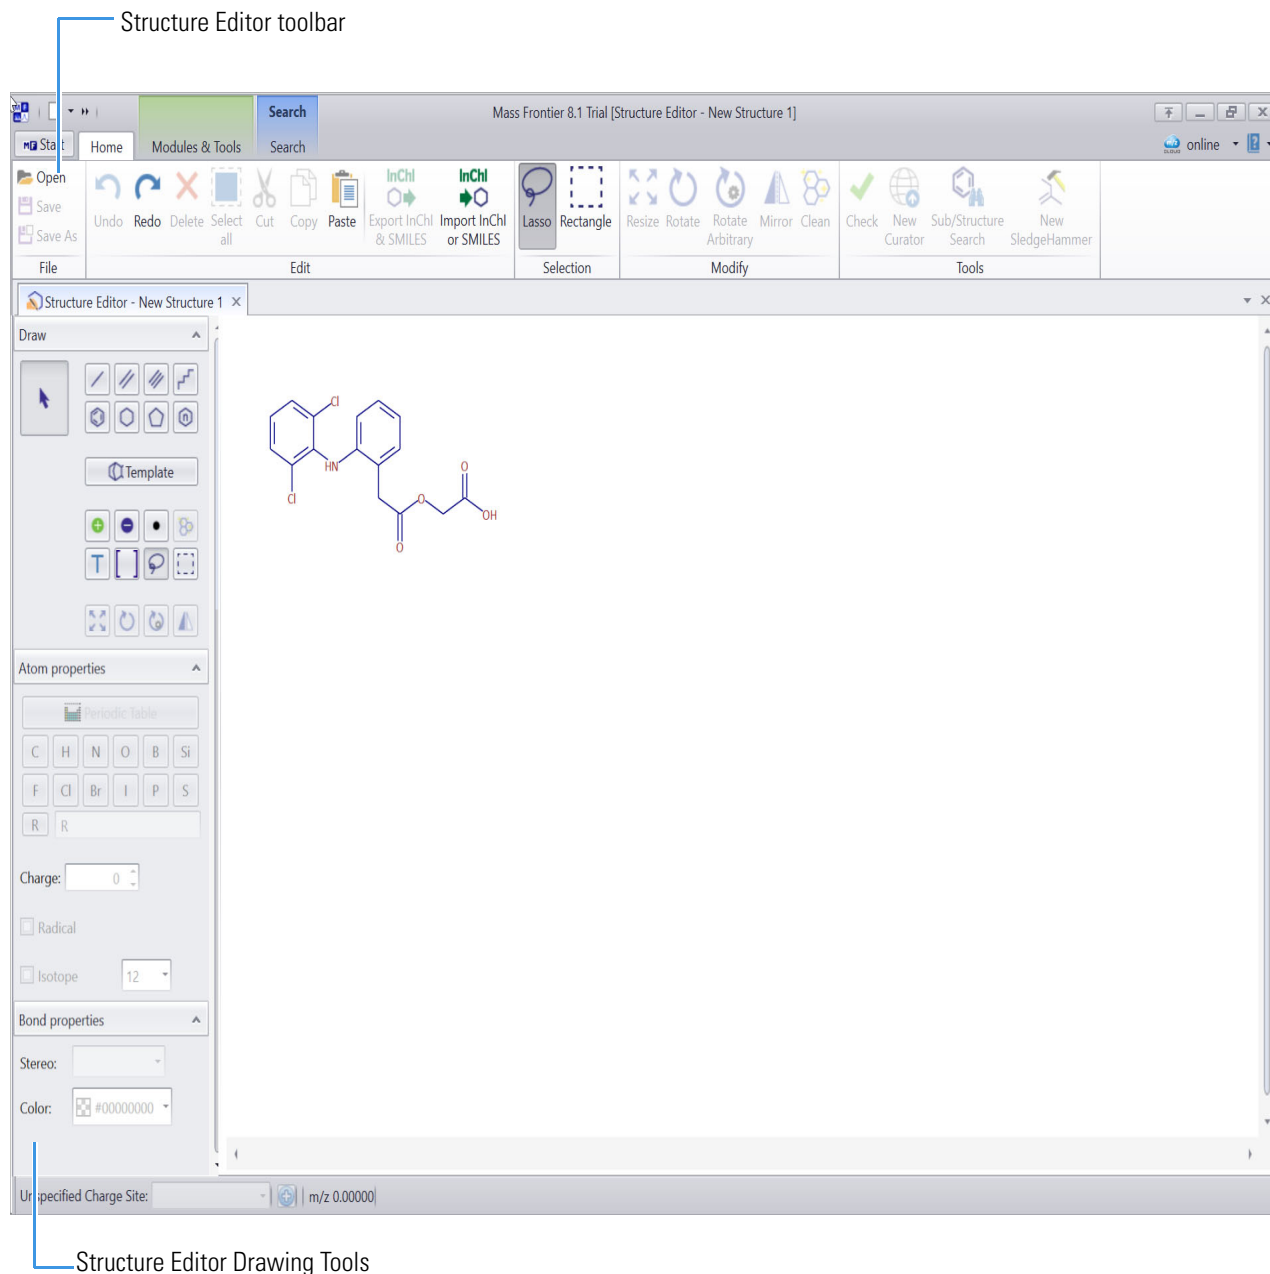 Structure Editor toolbar
Search
Mass Frontier 8.1 Trial [Structure Editor - New Structure 1]
Start
Home
Modules & Tools
Search
online
Open
Save
Save As
Undo
Redo
Delete
Select
all
Cut
Copy
Paste
InChI
Export InChI
& SMILES
InChI
Import InChI
or SMILES
Lasso
Rectangle
Resize
Rotate
Rotate
Arbitrary
Mirror
Clean
Check
New
Curator
Sub/Structure
Search
New
SledgeHammer
File
Edit
Selection
Modify
Tools
Structure Editor - New Structure 1
Draw
Template
T
Cl
HN
Cl
O
O
OH
O
Atom properties
Periodic Table
C H N O B Si
F Cl Br I P S
R R
Charge: 0
Radical
Isotope 12
Bond properties
Stereo:
Color: #00000000
Unspecified Charge Site:
m/z 0.00000
Structure Editor Drawing Tools